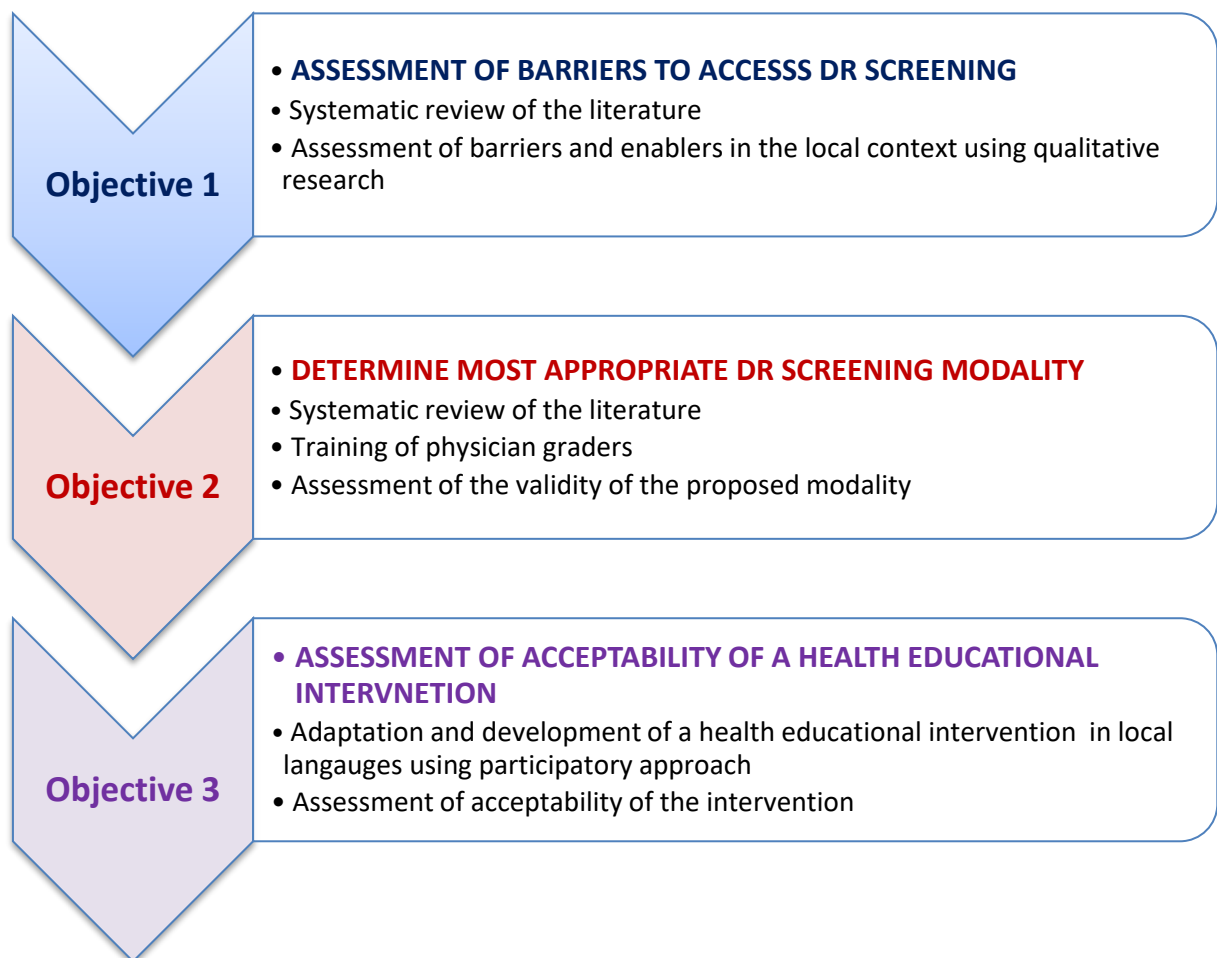 Objective 1
• ASSESSMENT OF BARRIERS TO ACCESSS DR SCREENING
• Systematic review of the literature
• Assessment of barriers and enablers in the local context using qualitative
research
Objective 2
• DETERMINE MOST APPROPRIATE DR SCREENING MODALITY
• Systematic review of the literature
• Training of physician graders
• Assessment of the validity of the proposed modality
Objective 3
• ASSESSMENT OF ACCEPTABILITY OF A HEALTH EDUCATIONAL
INTERVNETION
• Adaptation and development of a health educational intervention  in local
langauges using participatory approach
• Assessment of acceptability of the intervention